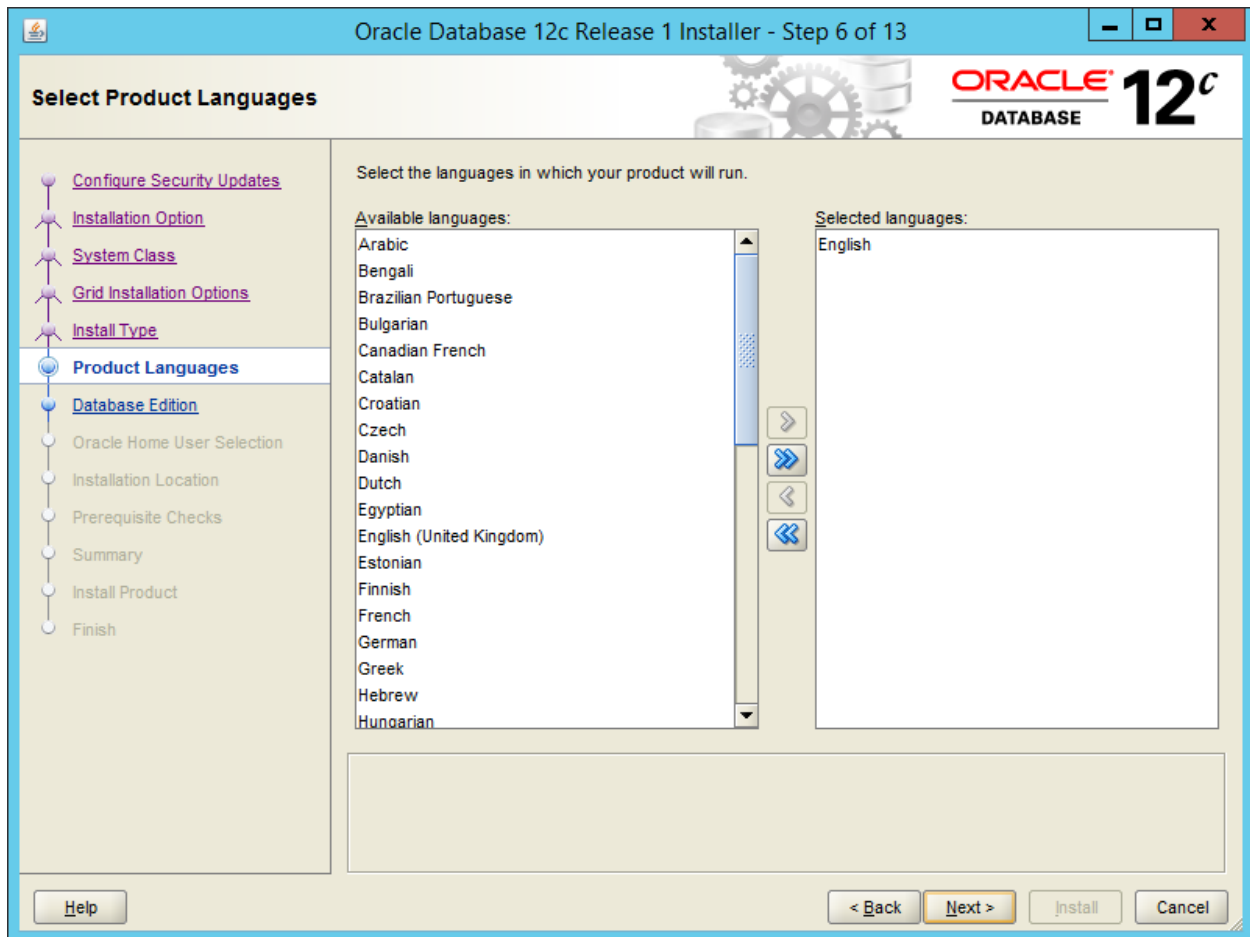 Oracle Database 12c Release 1 Installer - Step 6 of 13
Select Product Languages
ORACLE 12c
DATABASE
Configure Security Updates
Installation Option
System Class
Grid Installation Options
Install Type
Product Languages
Database Edition
Oracle Home User Selection
Installation Location
Prerequisite Checks
Summary
Install Product
Finish
Select the languages in which your product will run.
Available languages:
Arabic
Bengali
Brazilian Portuguese
Bulgarian
Canadian French
Catalan
Croatian
Czech
Danish
Dutch
Egyptian
English (United Kingdom)
Estonian
Finnish
French
German
Greek
Hebrew
Hungarian
Selected languages:
English
Help
< Back
Next >
Install
Cancel